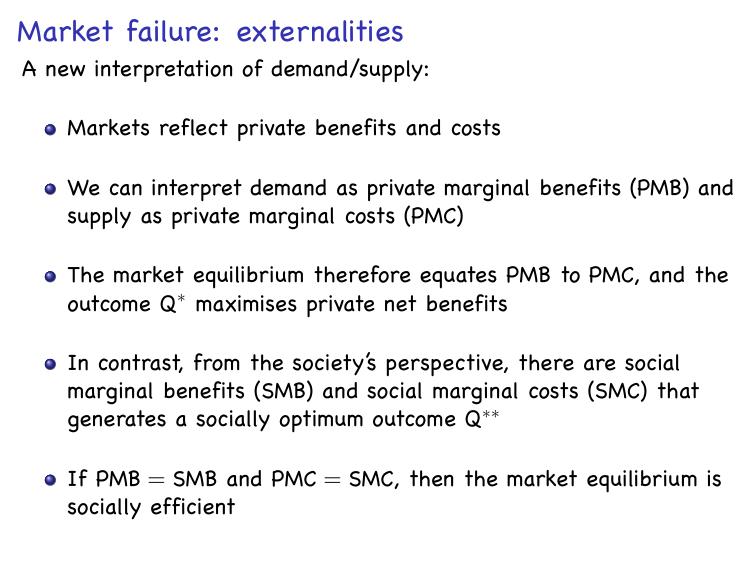 Market failure: externalities
A new interpretation of demand/supply:
Markets reflect private benefits and costs
We can interpret demand as private marginal benefits (PMB) and
supply as private marginal costs (PMC)
The market equilibrium therefore equates PMB to PMC, and the
outcome Q* maximises private net benefits
In contrast, from the society's perspective, there are social
marginal benefits (SMB) and social marginal costs (SMC) that
generates a socially optimum outcome Q**
If PMB = SMB and PMC = SMC, then the market equilibrium is
socially efficient